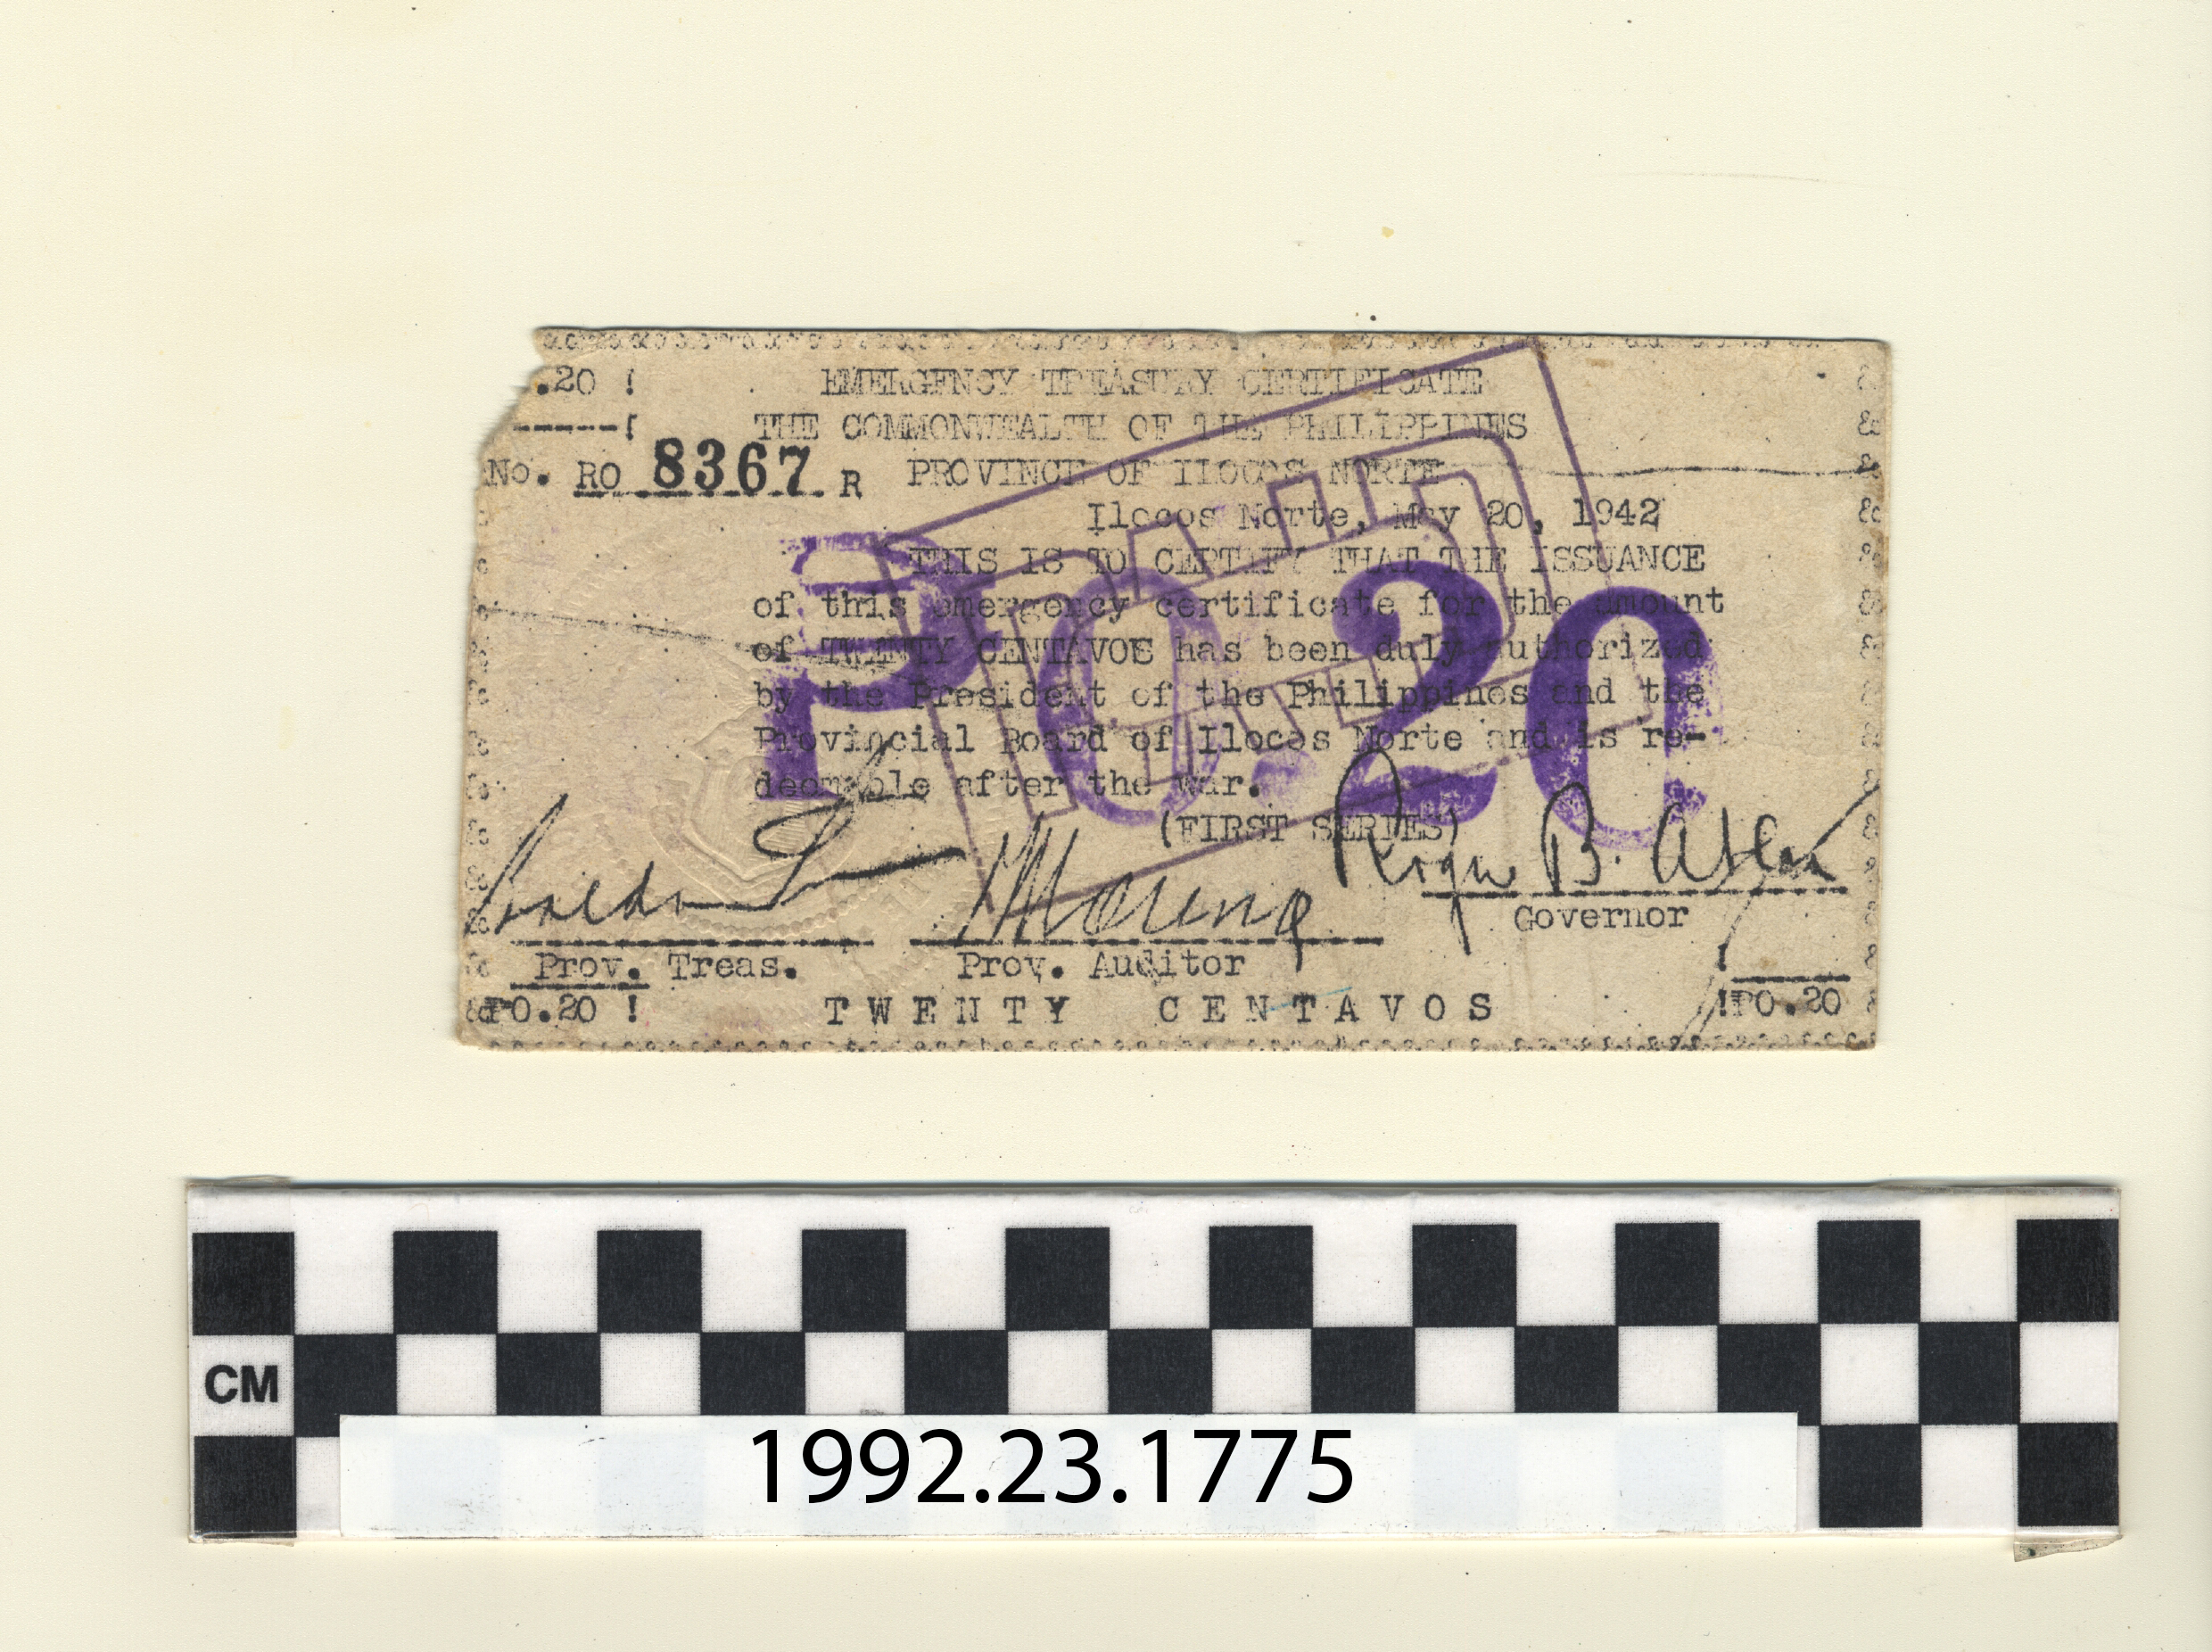 .20 ! EMERGENCY TREASURY CERTIFICATE
-----! THE COMMONWEALTH OF THE PHILIPPINES
No. RO 8367 R PROVINCE OF ILOCOS NORTE
Ilocos Norte, May 20, 1942
THIS IS TO CERTIFY THAT THE ISSUANCE
of this emergency certificate for the amount
of TWENTY CENTAVOS has been duly authorized
by the President of the Philippines and the
Provincial Board of Ilocos Norte and is re-
deemable after the war.
(FIRST SERIES)
P0.20
PAID
Roque B. Ablan
Governor
Prov. Treas. Prov. Auditor
P0.20 ! TWENTY CENTAVOS !P0.20
CM
1992.23.1775